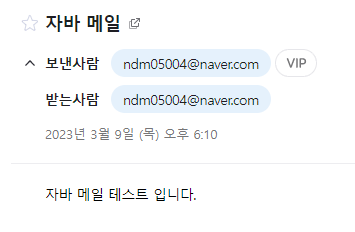 자바 메일
보낸사람 ndm05004@naver.com VIP
받는사람 ndm05004@naver.com
2023년 3월 9일 (목) 오후 6:10
자바 메일 테스트 입니다.